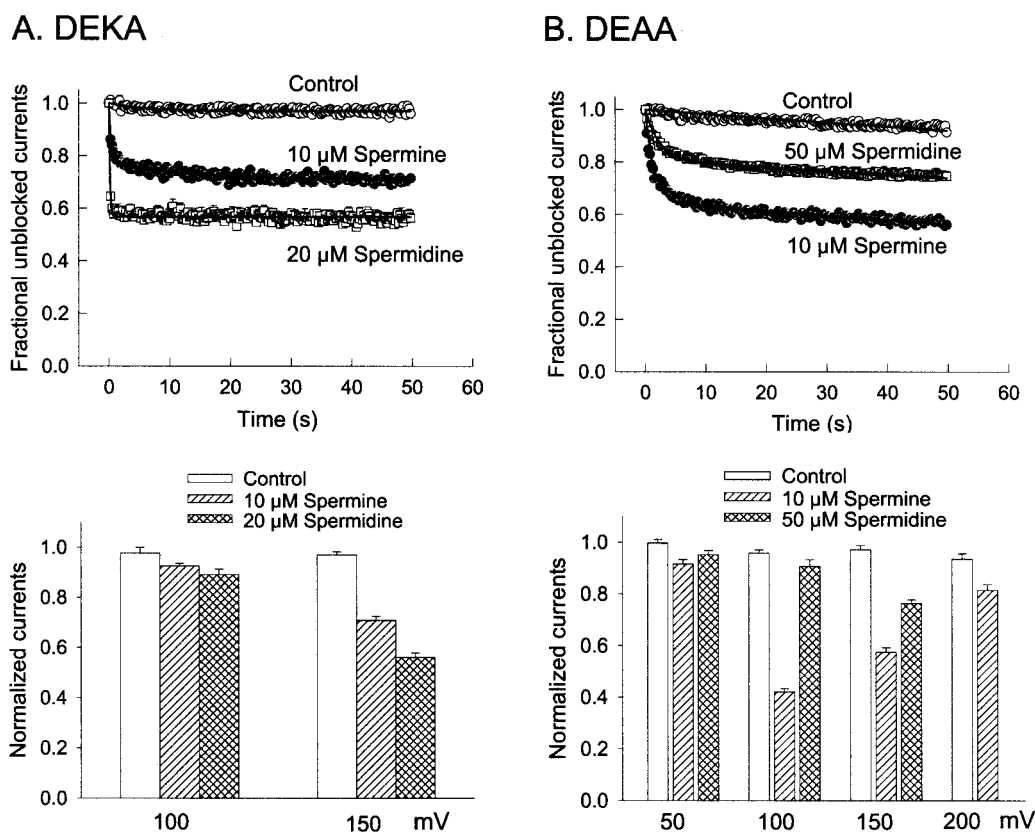 A. DEKA
Fractional unblocked currents
1.0
0.8
0.6
0.4
0.2
0.0
Control
10 µM Spermine
20 µM Spermidine
0 10 20 30 40 50 60
Time (s)
B. DEAA
Fractional unblocked currents
1.0
0.8
0.6
0.4
0.2
0.0
Control
50 µM Spermidine
10 µM Spermine
0 10 20 30 40 50 60
Time (s)
Control
10 µM Spermine
20 µM Spermidine
Normalized currents
1.0
0.8
0.6
0.4
0.2
0.0
100 150 mV
Control
10 µM Spermine
50 µM Spermidine
Normalized currents
1.0
0.8
0.6
0.4
0.2
0.0
50 100 150 200 mV